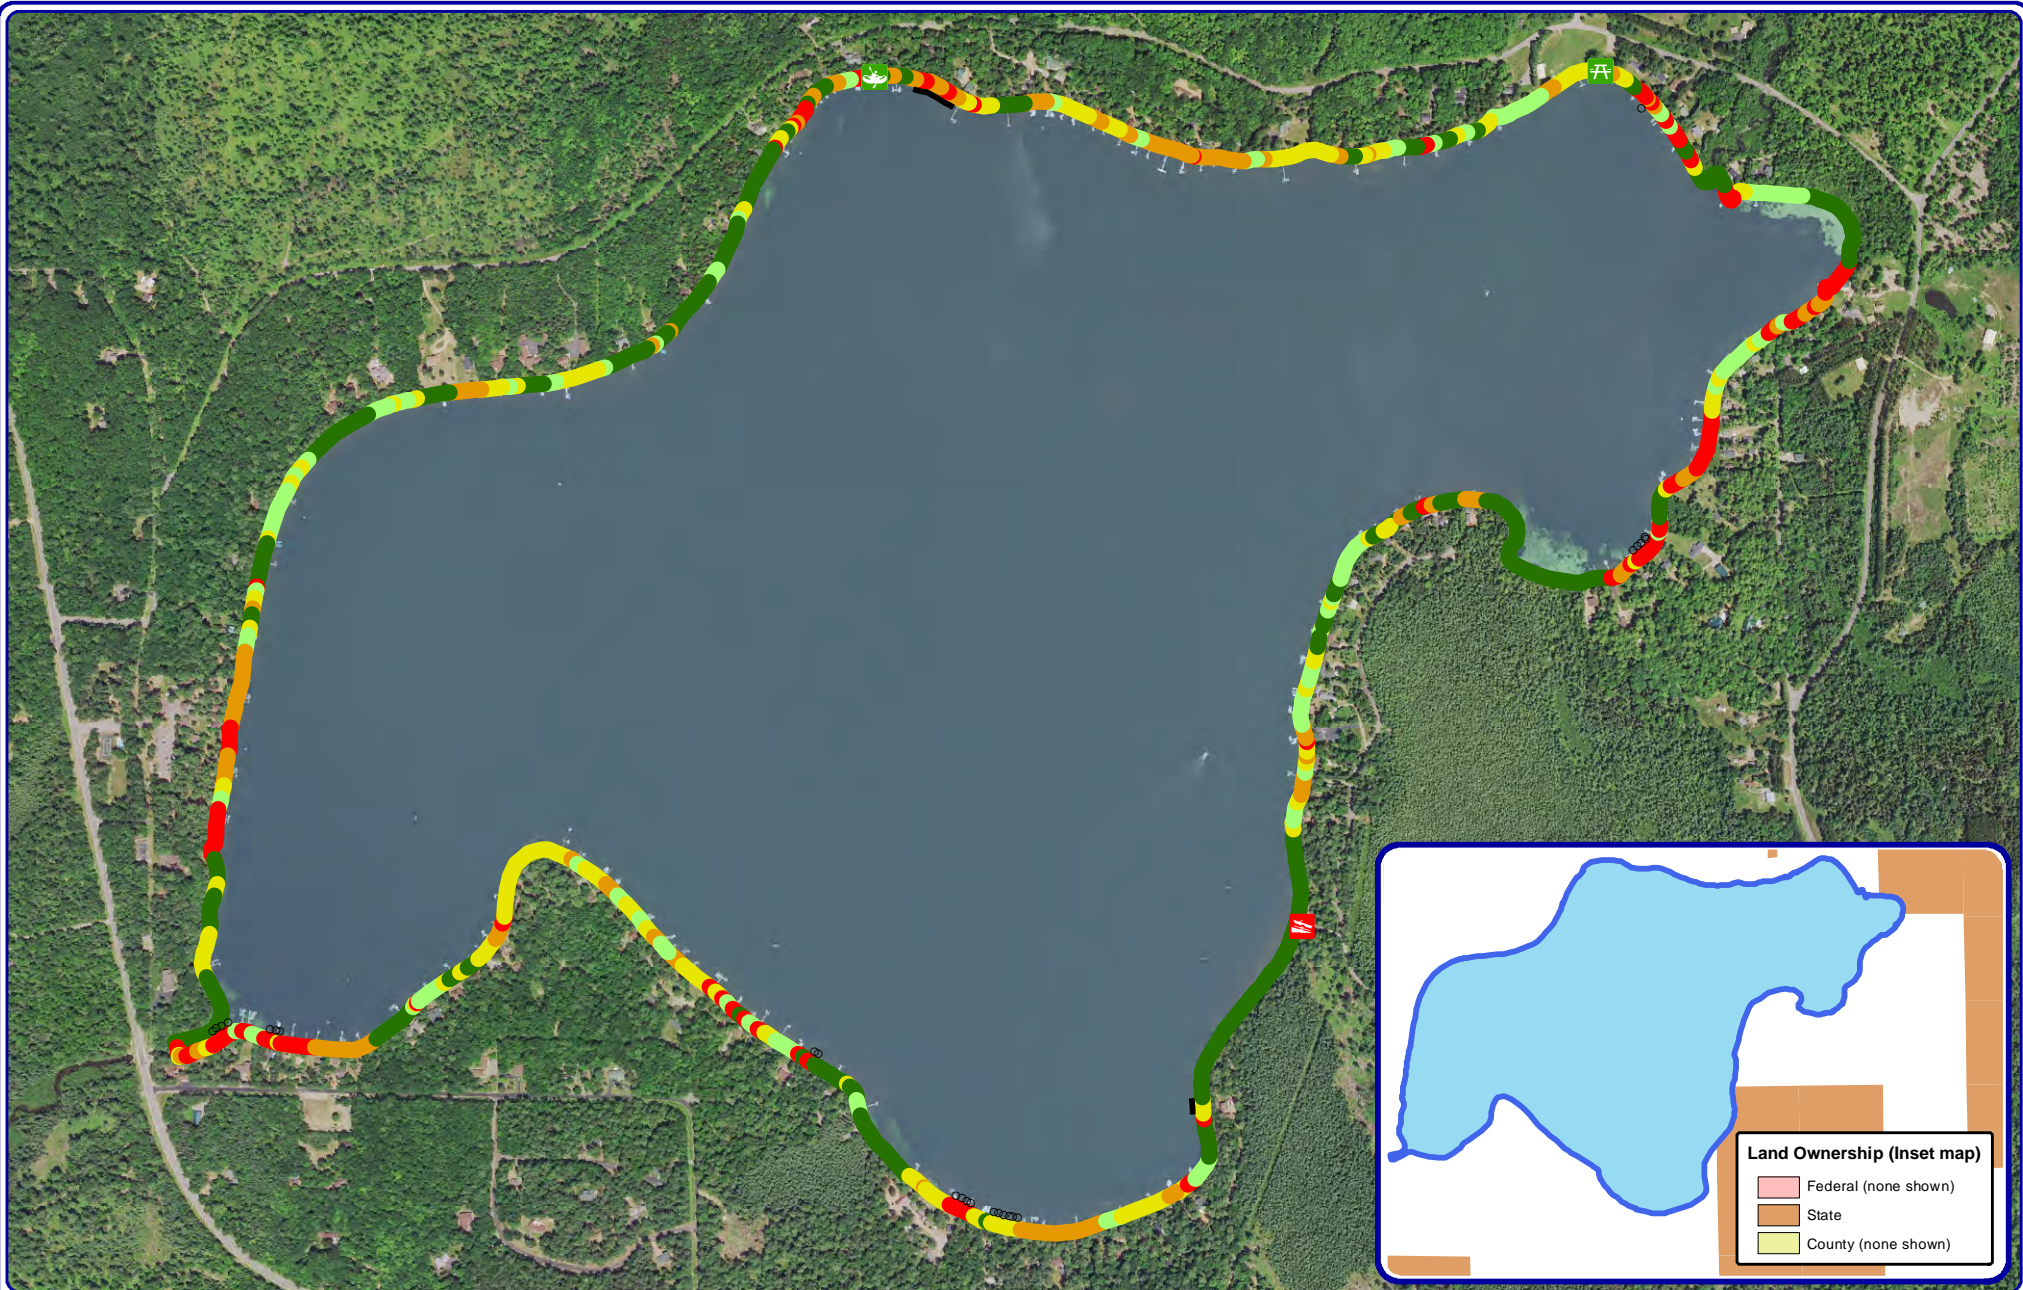 Land Ownership (Inset map)
Federal (none shown)
State
County (none shown)